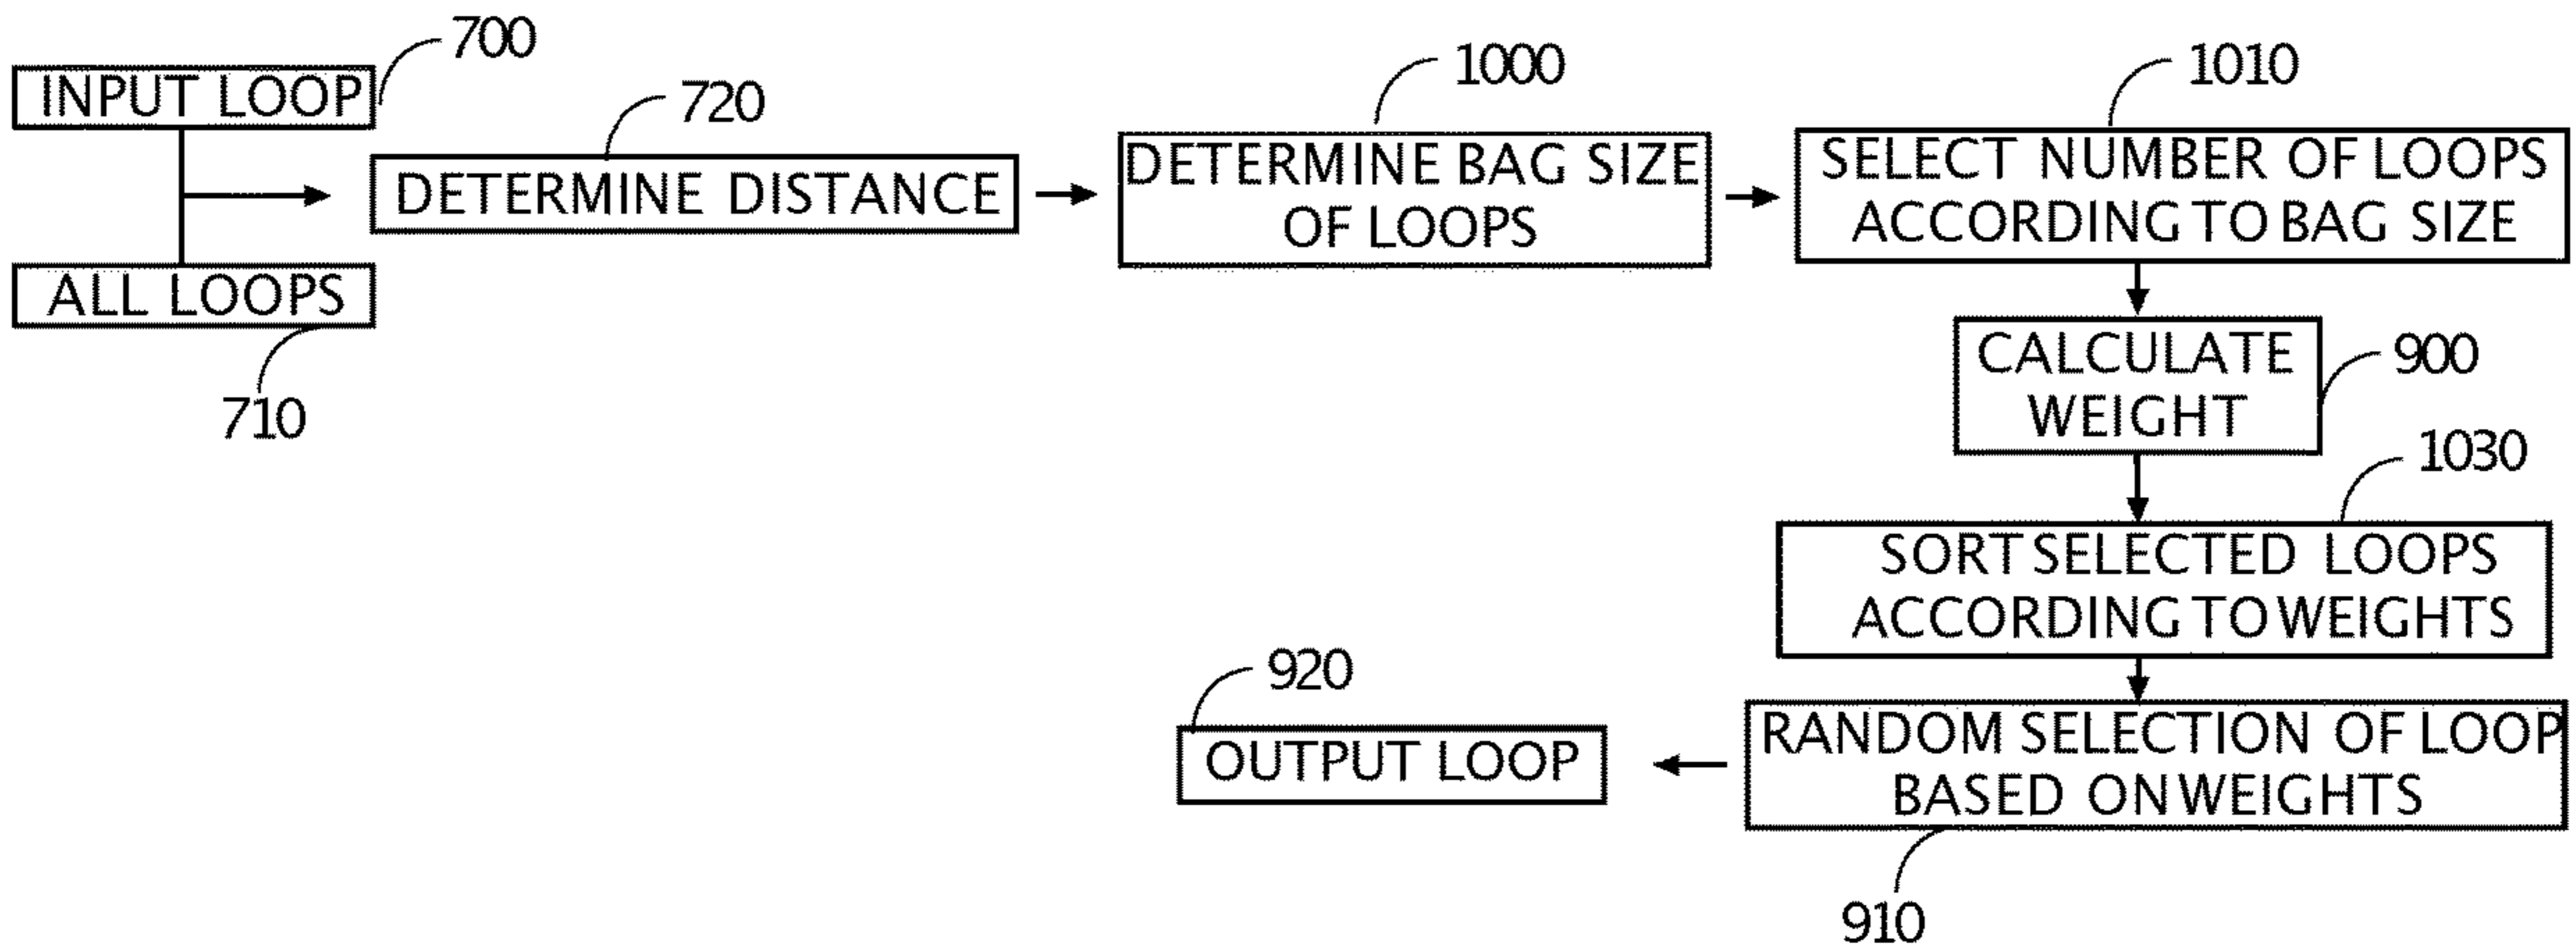 700
INPUT LOOP
720
DETERMINE DISTANCE
ALL LOOPS
710
1000
DETERMINE BAG SIZE
OF LOOPS
1010
SELECT NUMBER OF LOOPS
ACCORDING TO BAG SIZE
CALCULATE
WEIGHT
900
1030
SORT SELECTED LOOPS
ACCORDING TO WEIGHTS
RANDOM SELECTION OF LOOP
BASED ON WEIGHTS
910
920
OUTPUT LOOP